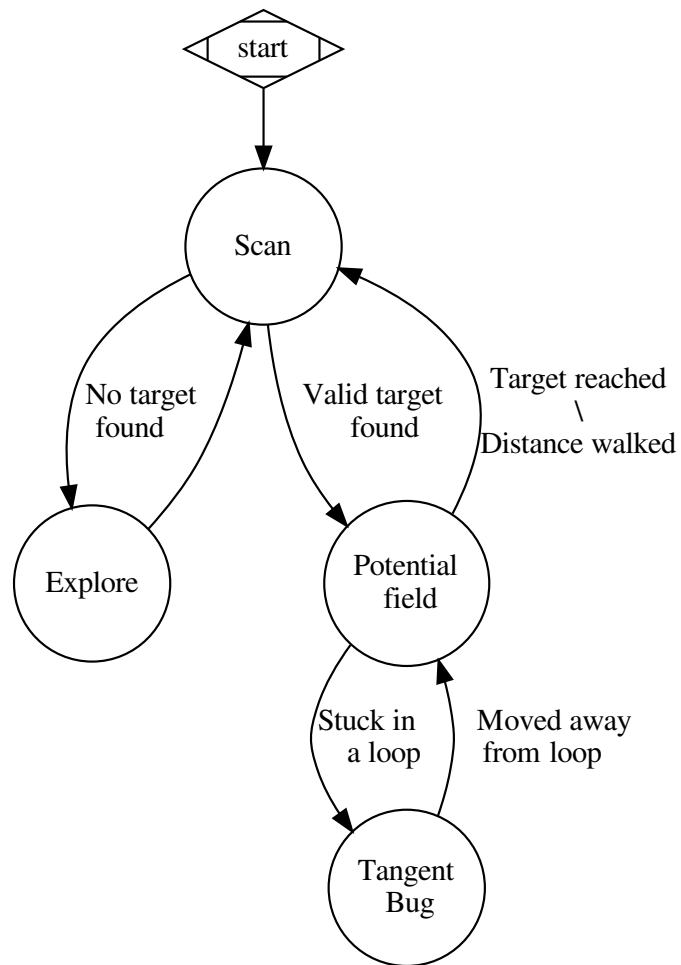 start
Scan
No target
found
Valid target
found
Target reached
\
Distance walked
Explore
Potential
field
Stuck in
a loop
Moved away
from loop
Tangent
Bug